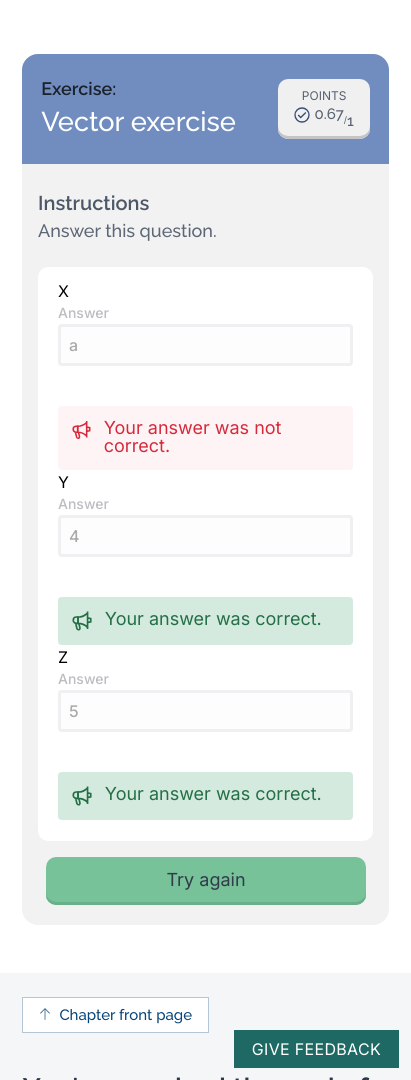 Exercise:
Vector exercise
POINTS
0.67/1
Instructions
Answer this question.
X
Answer
a
Your answer was not
correct.
Y
Answer
4
Your answer was correct.
Z
Answer
5
Your answer was correct.
Try again
↑ Chapter front page
GIVE FEEDBACK